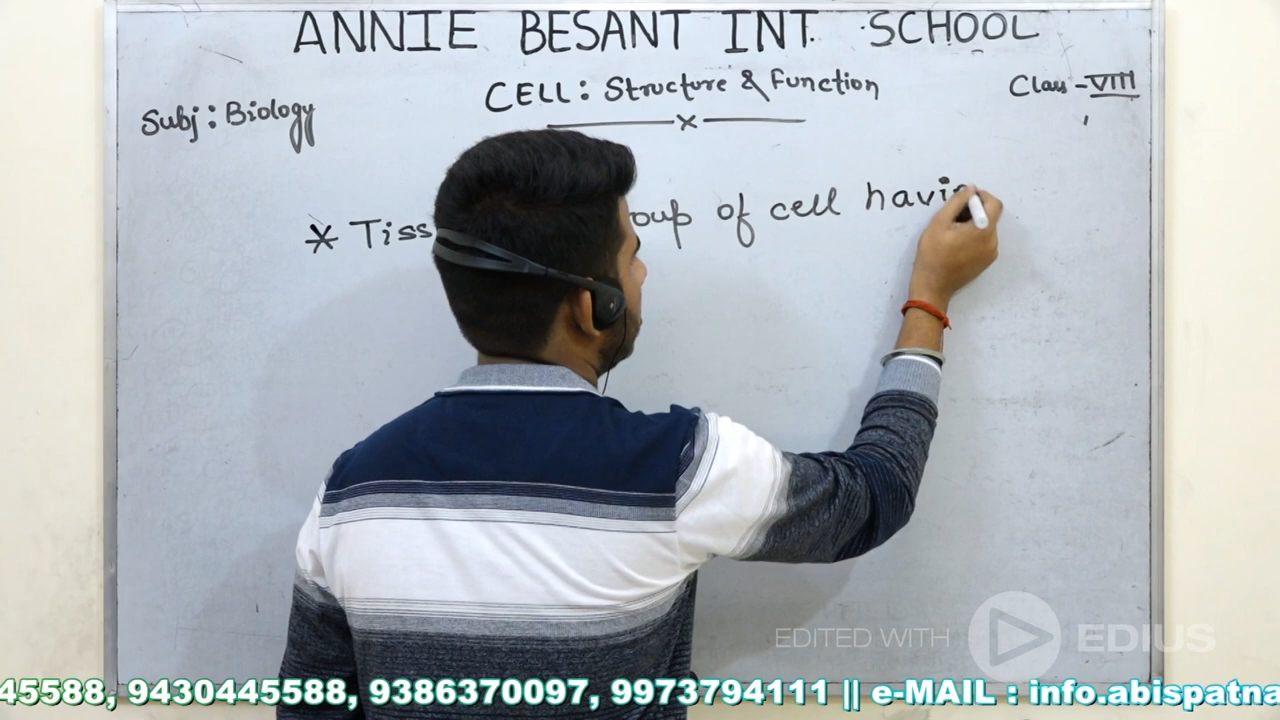 ANNIE BESANT INT. SCHOOL
CELL: Structure & Function
Class - VIII
Subj: Biology
* Tiss oup of cell havi
EDITED WITH EDIUS
45588, 9430445588, 9386370097, 9973794111 || e-MAIL : info.abispatna